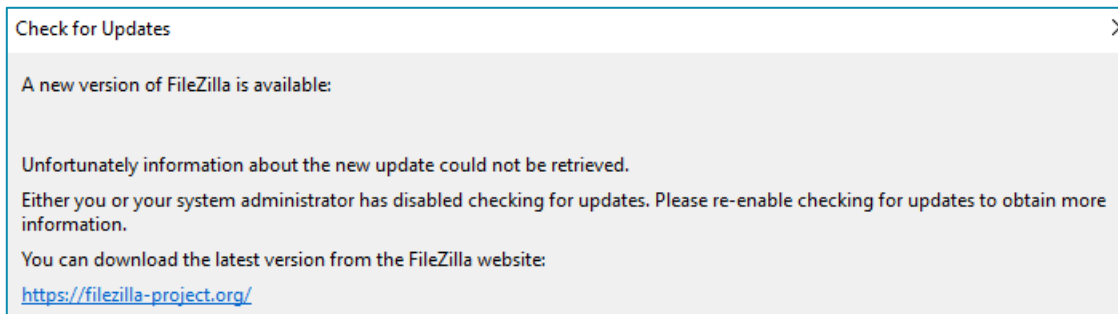 Check for Updates
A new version of FileZilla is available:
Unfortunately information about the new update could not be retrieved.
Either you or your system administrator has disabled checking for updates. Please re-enable checking for updates to obtain more
information.
You can download the latest version from the FileZilla website:
https://filezilla-project.org/